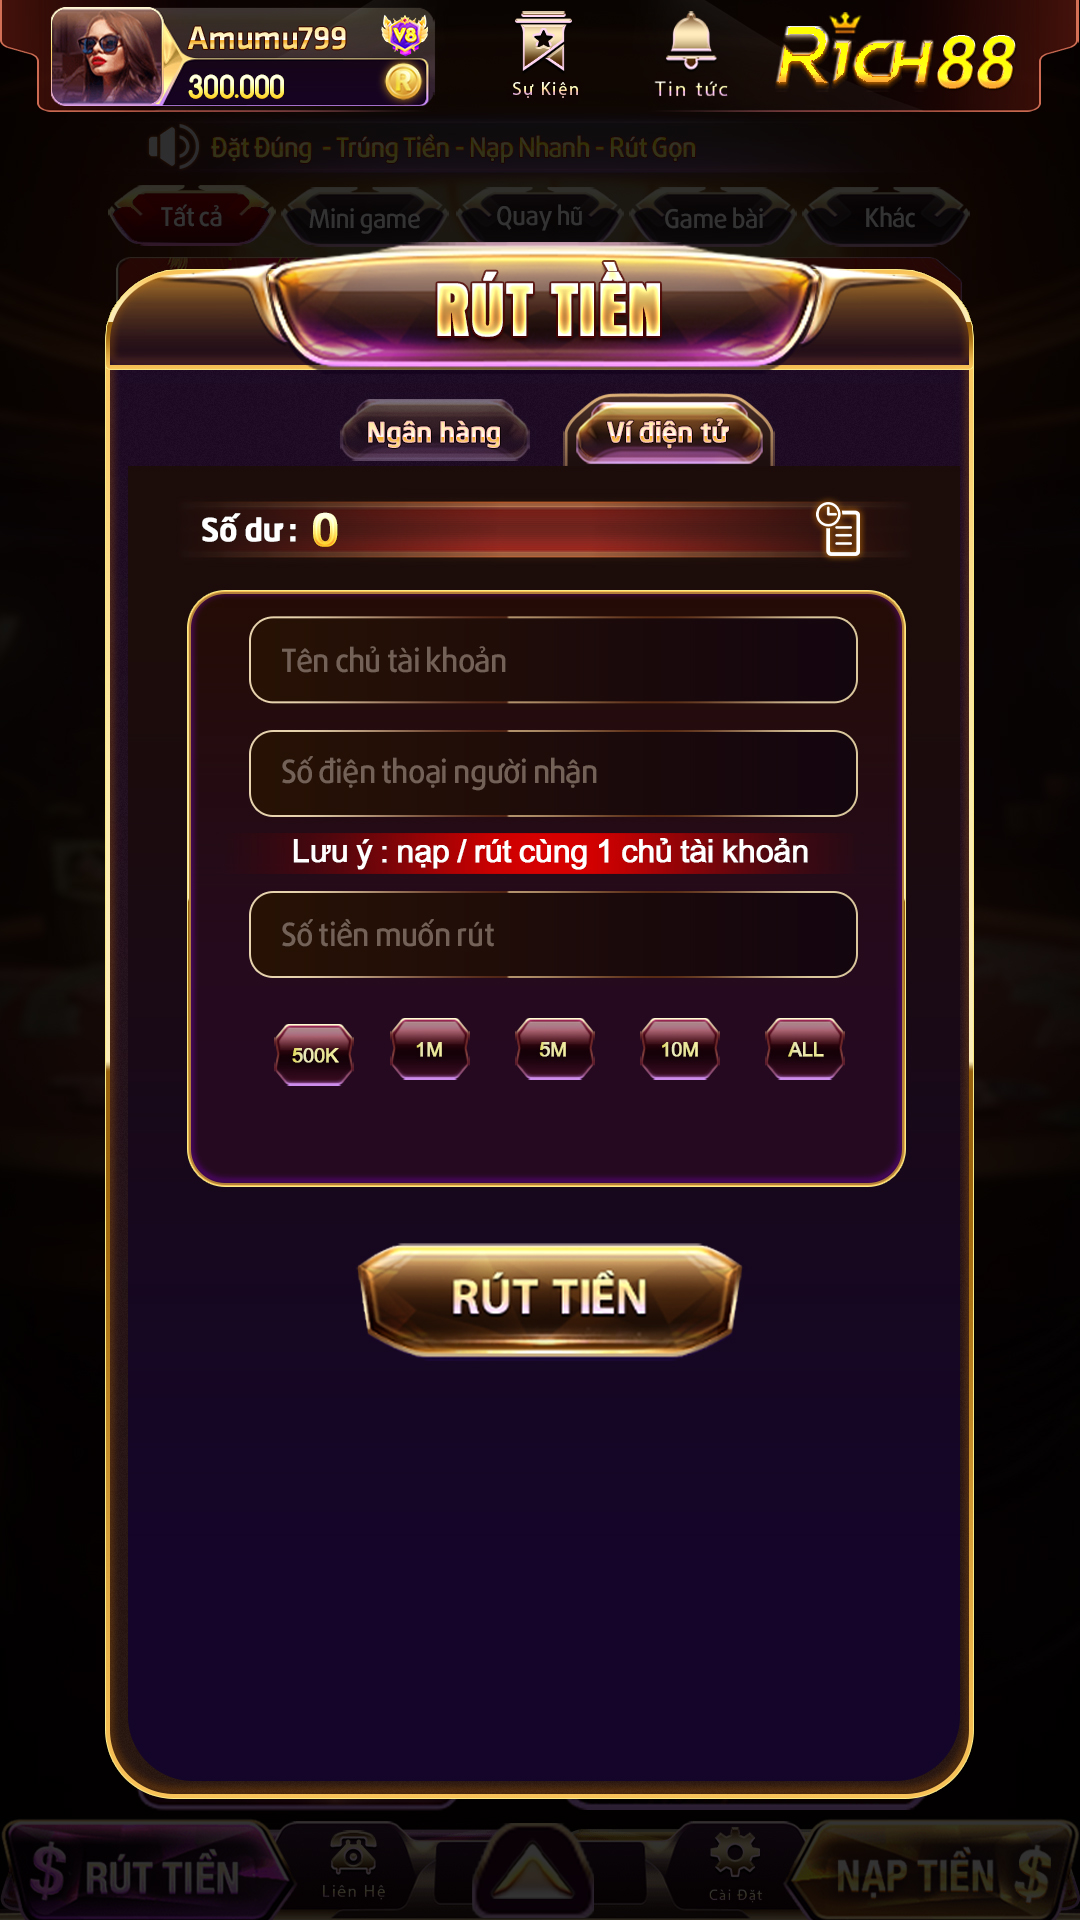 Amumu799
V8
300.000
R
Sự Kiện
Tin tức
RICH88
Đặt Đúng - Trúng Tiền - Nạp Nhanh - Rút Gọn
Tất cả
Mini game
Quay hũ
Game bài
Khác
RÚT TIỀN
Ngân hàng
Ví điện tử
Số dư : 0
Tên chủ tài khoản
Số điện thoại người nhận
Lưu ý : nạp / rút cùng 1 chủ tài khoản
Số tiền muốn rút
500K
1M
5M
10M
ALL
RÚT TIỀN
$ RÚT TIỀN
Liên Hệ
Cài Đặt
NẠP TIỀN $